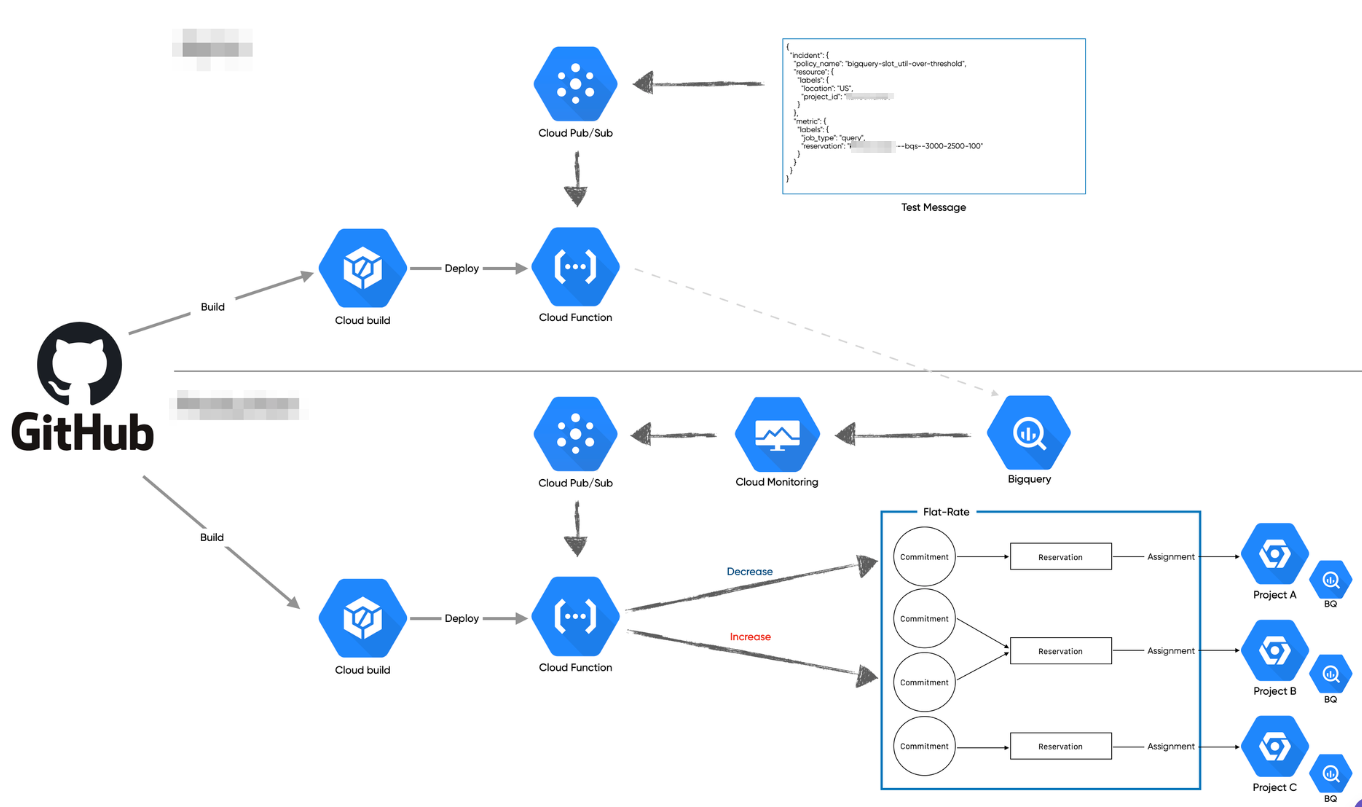 {
"incident": {
"policy_name": "bigquery-slot_util-over-threshold",
"resource": {
"labels": {
"location": "US",
"project_id": "
}
},
"metric": {
"labels": {
"job_type": "query",
"reservation": " --bqs--3000-2500-100"
}
}
}
}
Test Message
Cloud Pub/Sub
Build
Cloud build
Deploy
Cloud Function
GitHub
Cloud Pub/Sub
Cloud Monitoring
Bigquery
Build
Cloud build
Deploy
Cloud Function
Decrease
Increase
Flat-Rate
Commitment
Reservation
Assignment
Project A
BQ
Commitment
Commitment
Reservation
Assignment
Project B
BQ
Commitment
Reservation
Assignment
Project C
BQ